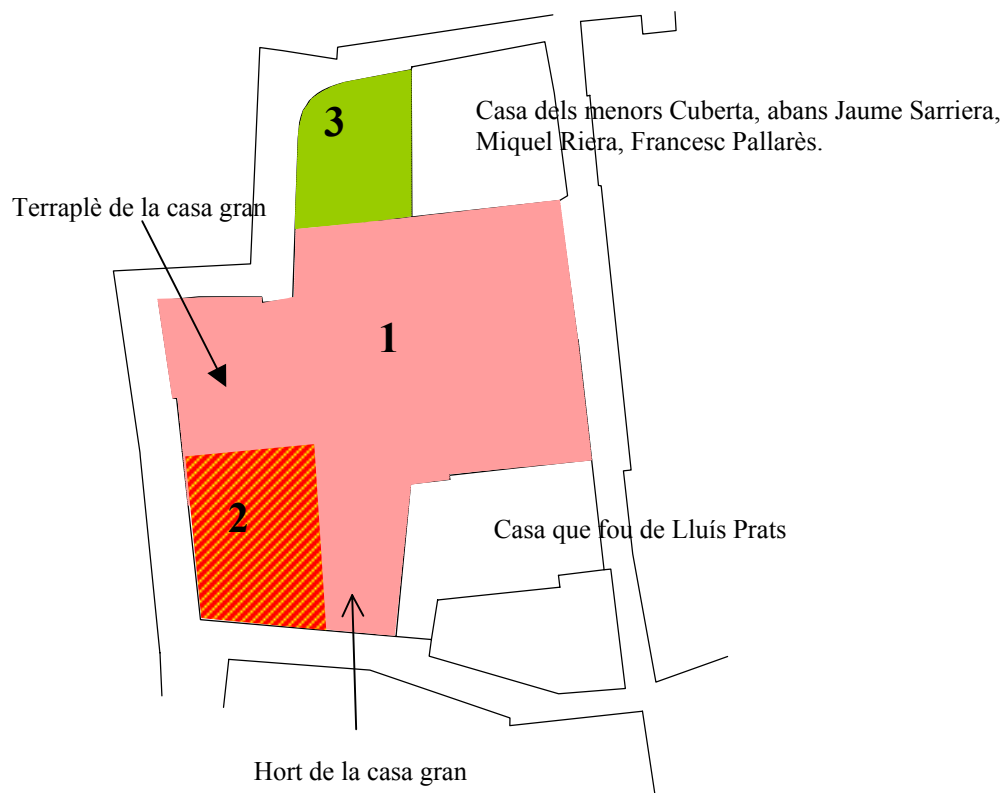 3
Casa dels menors Cuberta, abans Jaume Sarriera,
Miquel Riera, Francesc Pallarès.
Terraplè de la casa gran
1
2
Casa que fou de Lluís Prats
Hort de la casa gran